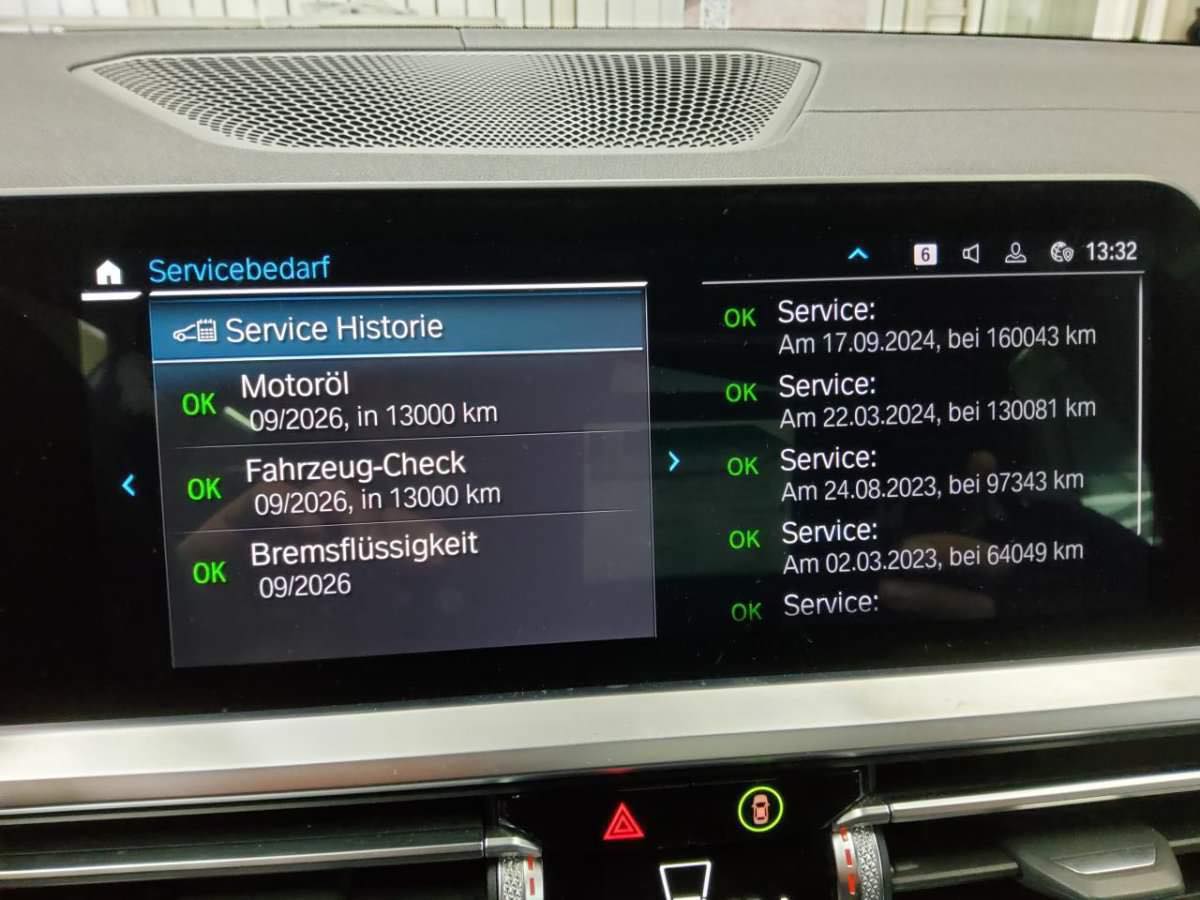 Servicebedarf
6
13:32
Service Historie
OK
Motoröl
09/2026, in 13000 km
OK
Fahrzeug-Check
09/2026, in 13000 km
OK
Bremsflüssigkeit
09/2026
OK
Service:
Am 17.09.2024, bei 160043 km
OK
Service:
Am 22.03.2024, bei 130081 km
OK
Service:
Am 24.08.2023, bei 97343 km
OK
Service:
Am 02.03.2023, bei 64049 km
OK
Service: